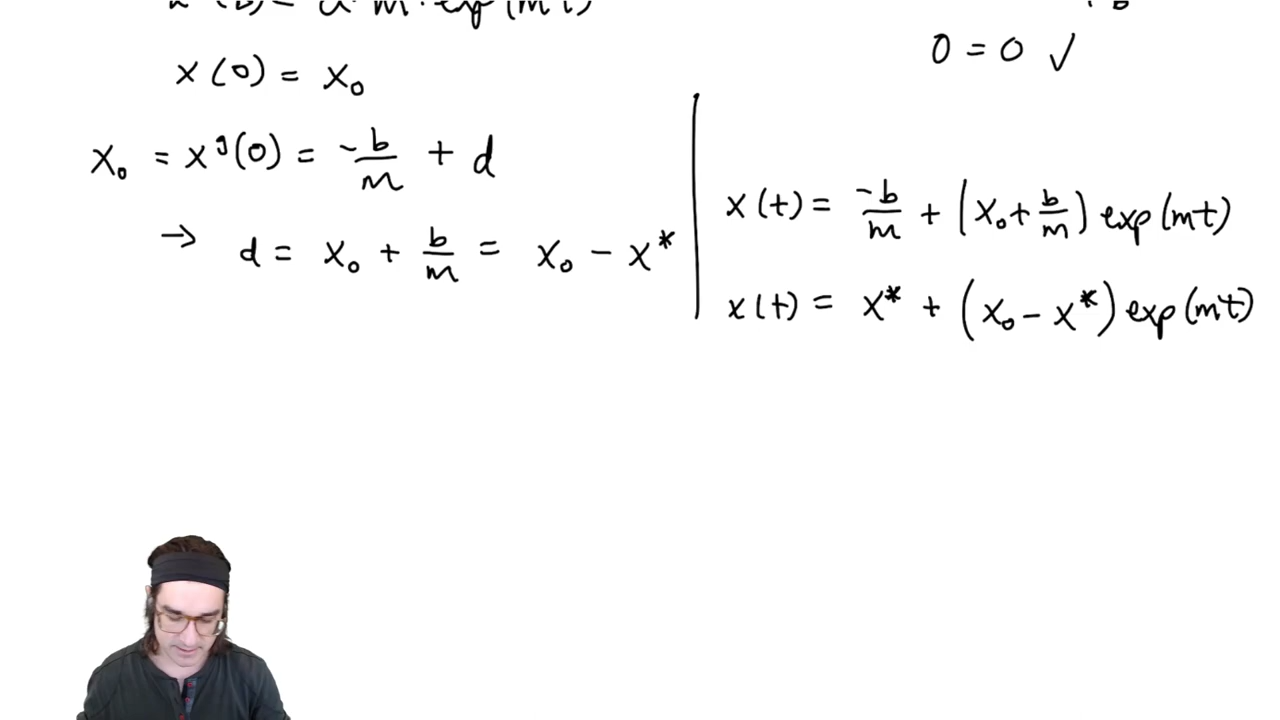 x(0) = x₀
x₀ = xᵍ(0) = -b/m + d
→ d = x₀ + b/m = x₀ - x*
0 = 0 ✓
x(t) = -b/m + (x₀ + b/m) exp(mt)
x(t) = x* + (x₀ - x*) exp(mt)